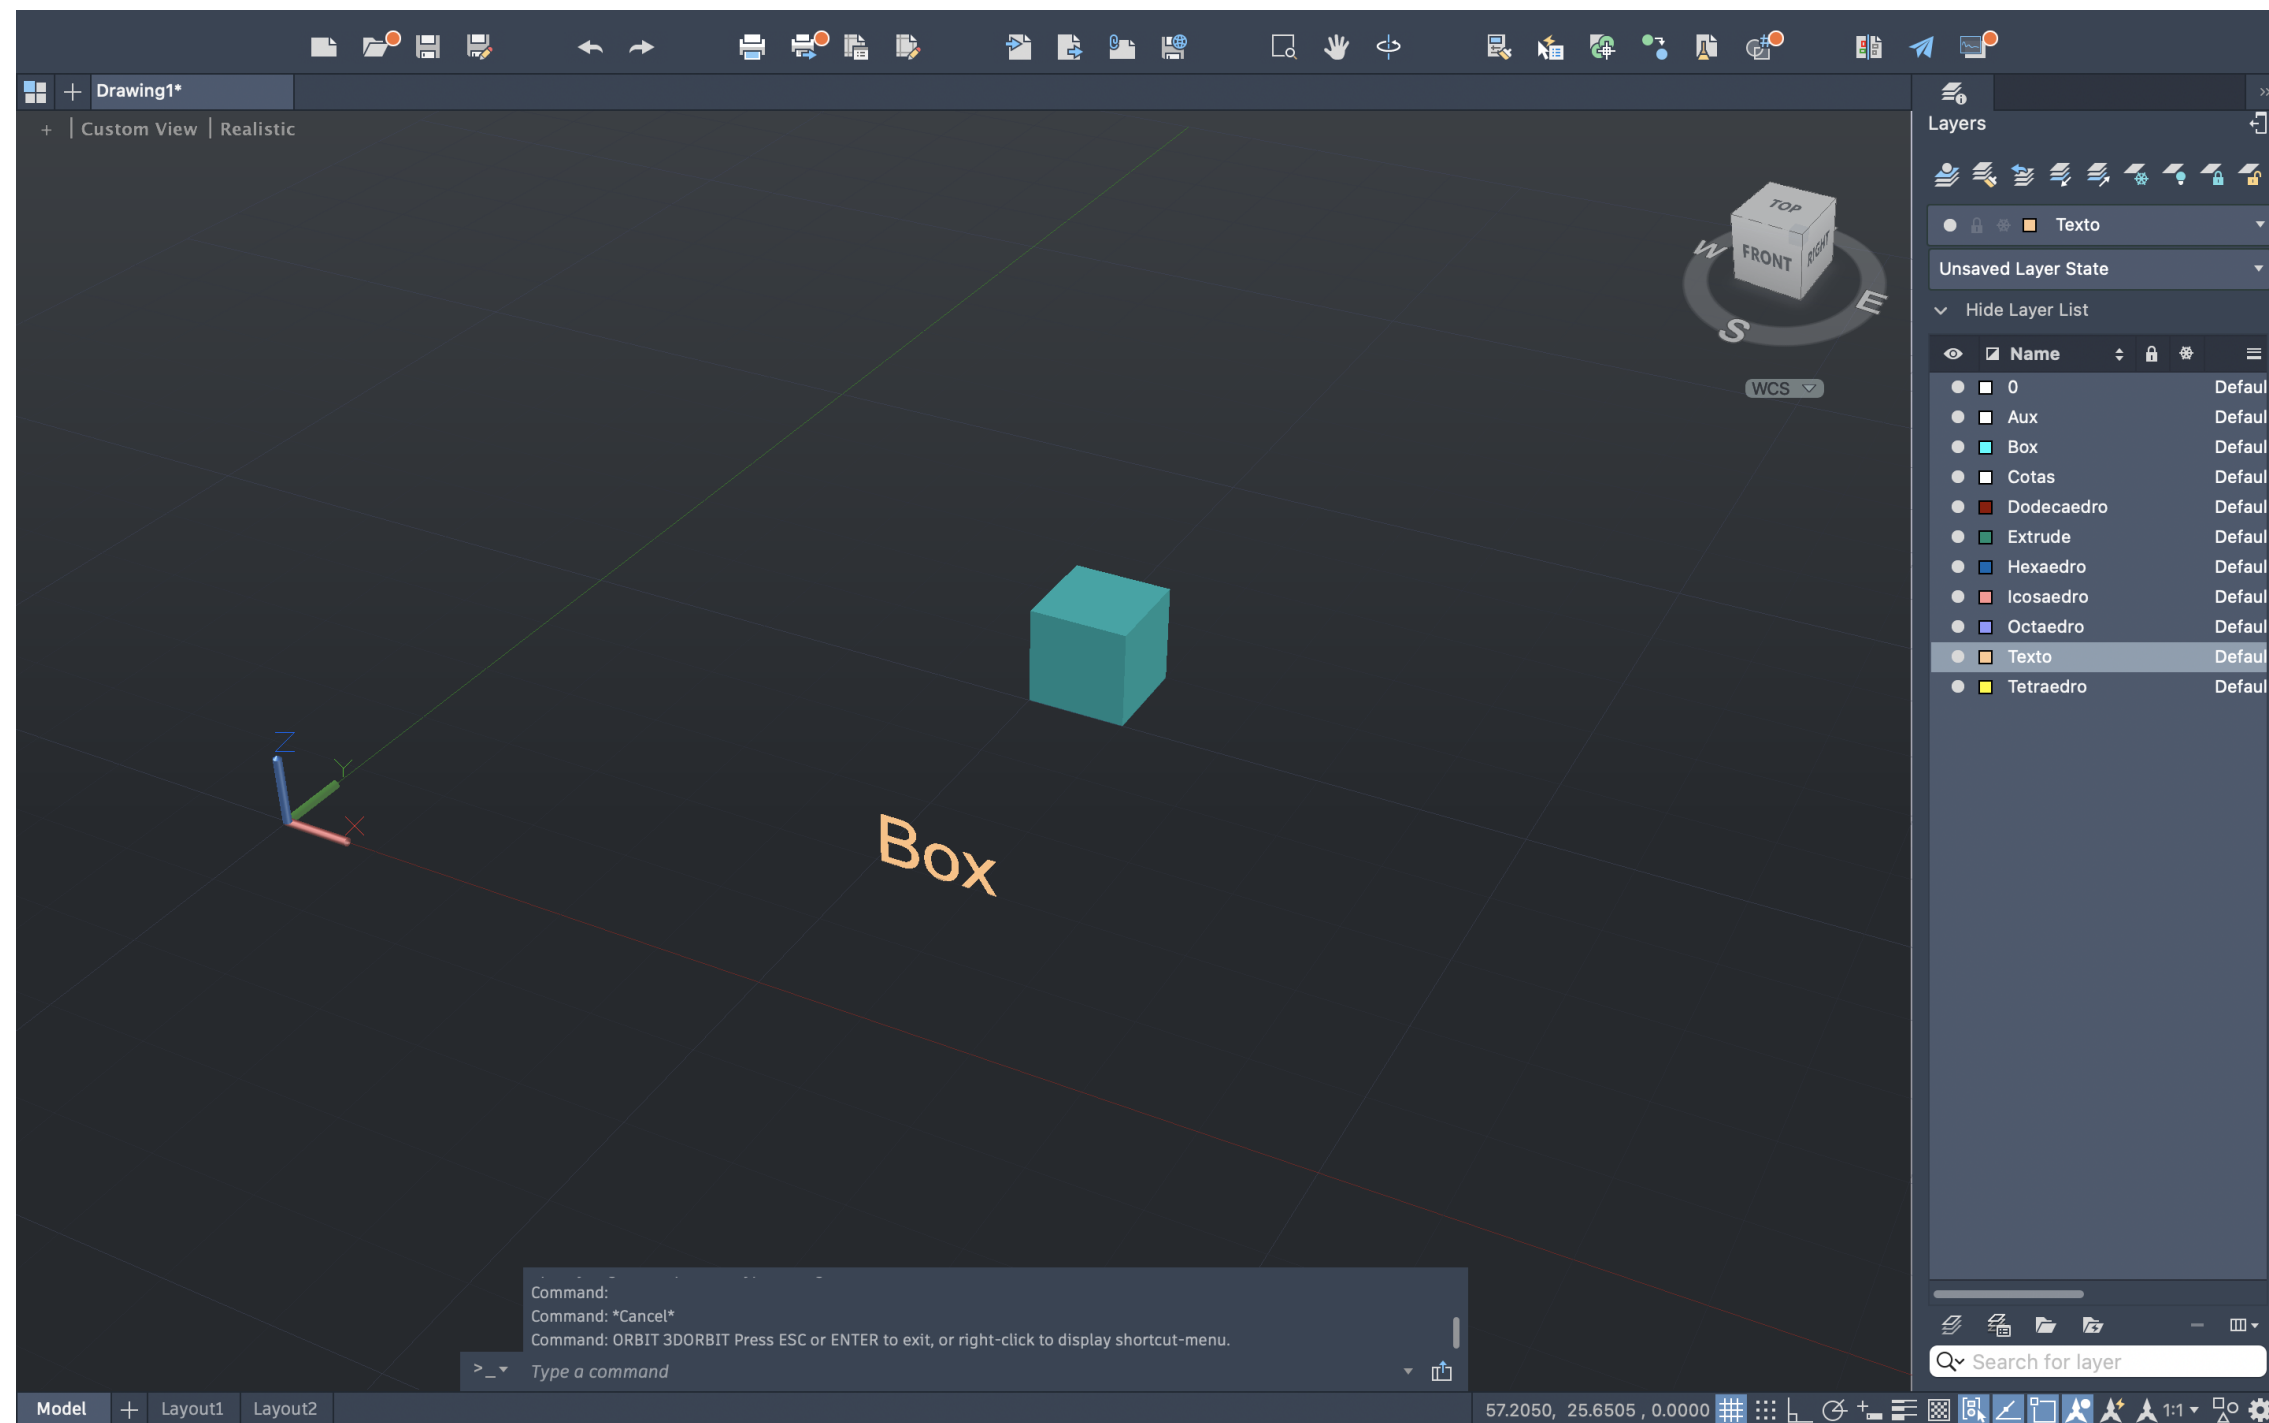 Drawing1*
+ | Custom View | Realistic
TOP
FRONT
RIGHT
W
S
E
WCS
Z
Y
X
Box
Layers
Texto
Unsaved Layer State
Hide Layer List
Name
0 Defaul
Aux Defaul
Box Defaul
Cotas Defaul
Dodecaedro Defaul
Extrude Defaul
Hexaedro Defaul
Icosaedro Defaul
Octaedro Defaul
Texto Defaul
Tetraedro Defaul
Command:
Command: *Cancel*
Command: ORBIT 3DORBIT Press ESC or ENTER to exit, or right-click to display shortcut-menu.
>_ Type a command
Search for layer
Model + Layout1 Layout2
57.2050, 25.6505 , 0.0000
1:1